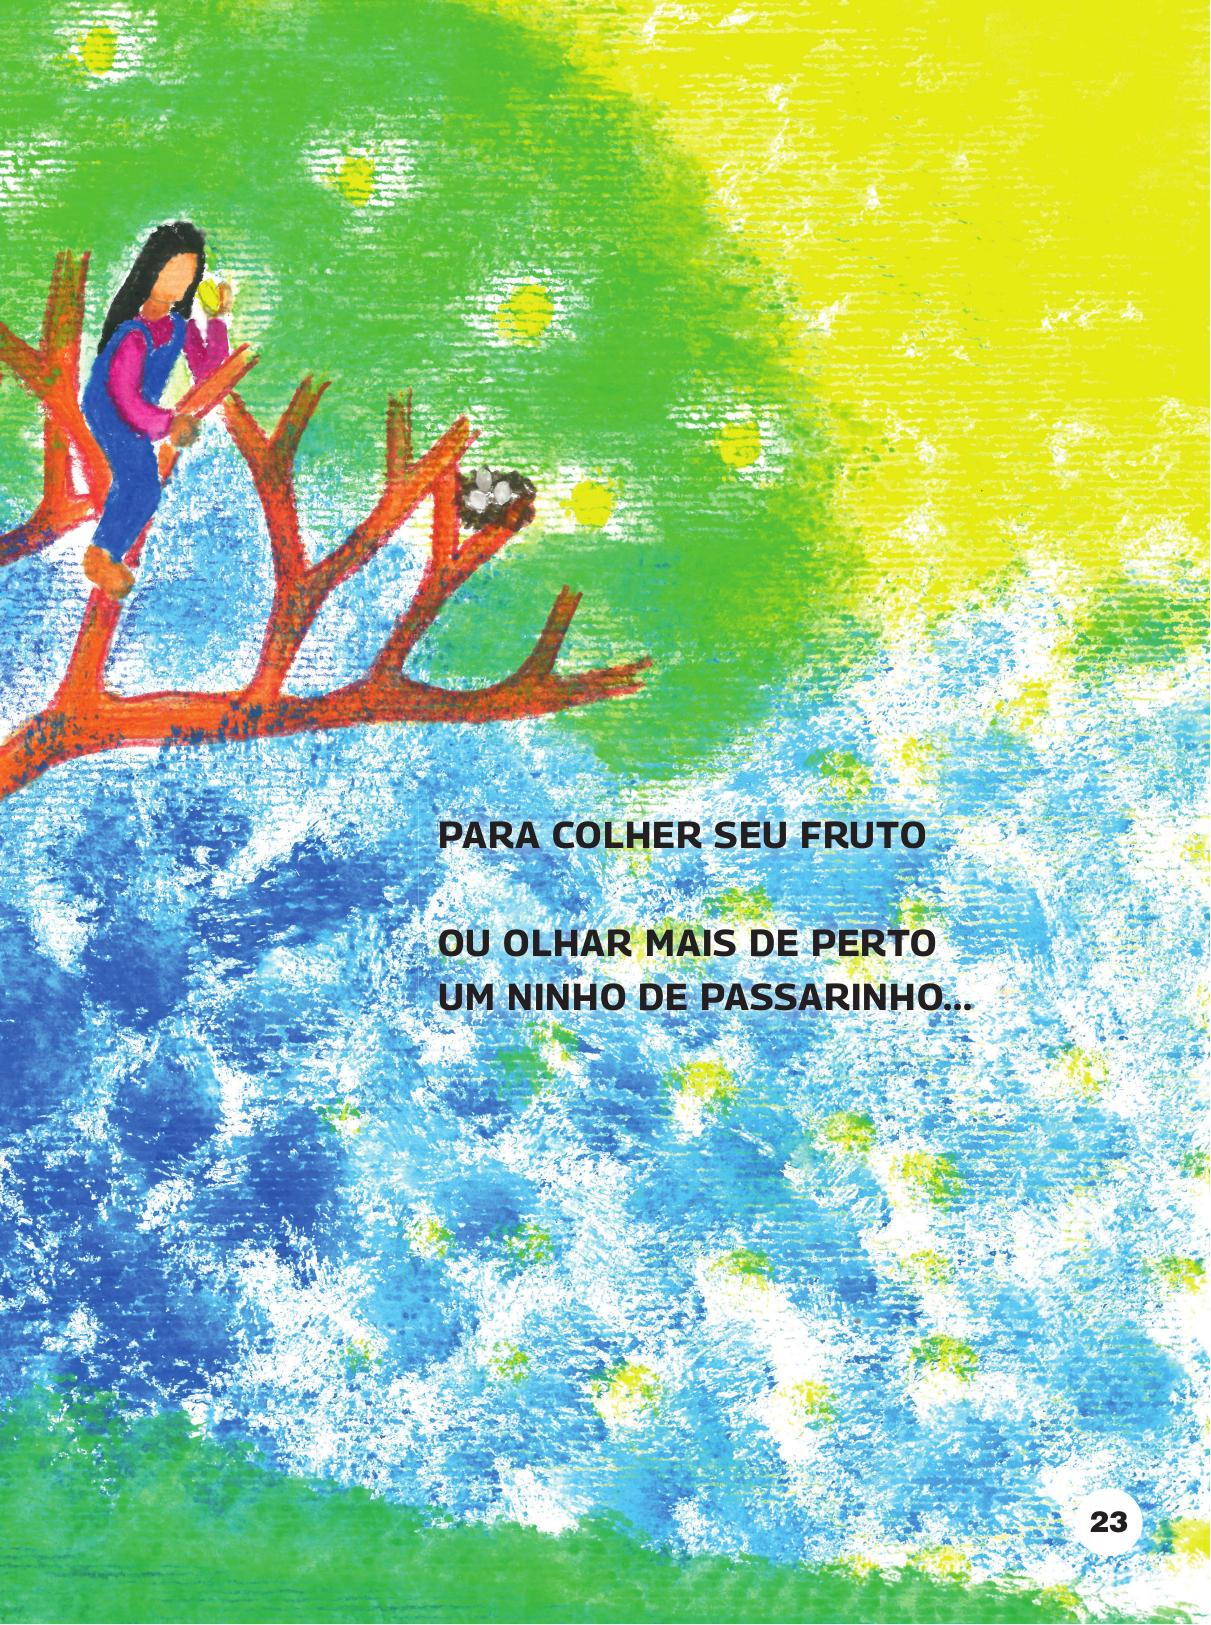 PARA COLHER SEU FRUTO
OU OLHAR MAIS DE PERTO
UM NINHO DE PASSARINHO...
23